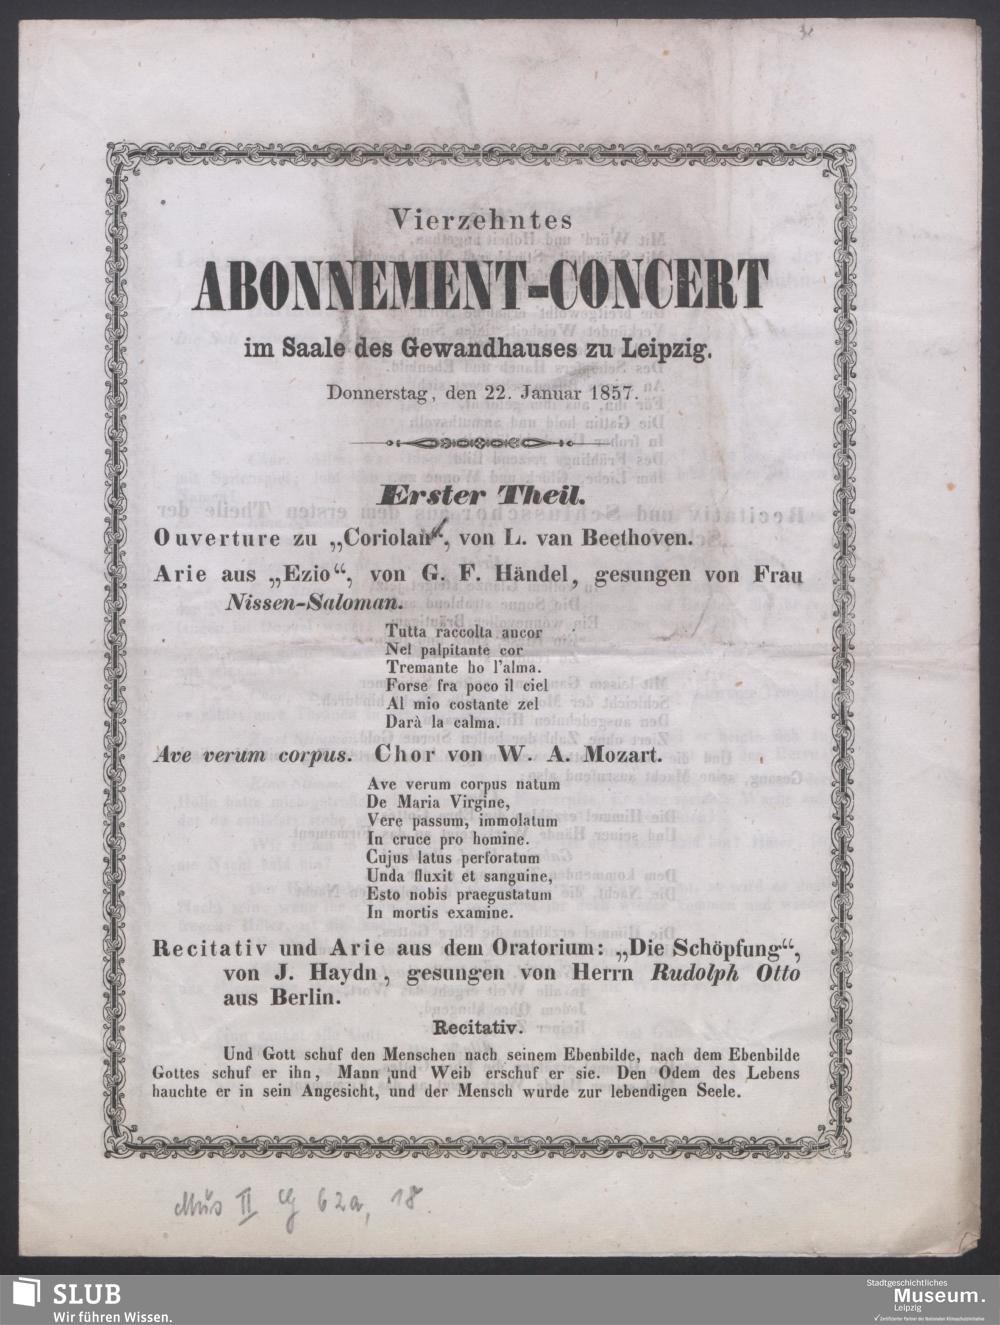 Vierzehntes
ABONNEMENT-CONCERT
im Saale des Gewandhauses zu Leipzig.
Donnerstag, den 22. Januar 1857.
Erster Theil.
Ouverture zu „Coriolan“, von L. van Beethoven.
Arie aus „Ezio“, von G. F. Händel, gesungen von Frau
Nissen-Saloman.
Tutta raccolta ancor
Nel palpitante cor
Tremante ho l'alma.
Forse fra poco il ciel
Al mio costante zel
Darà la calma.
Ave verum corpus. Chor von W. A. Mozart.
Ave verum corpus natum
De Maria Virgine,
Vere passum, immolatum
In cruce pro homine.
Cujus latus perforatum
Unda fluxit et sanguine,
Esto nobis praegustatum
In mortis examine.
Recitativ und Arie aus dem Oratorium: „Die Schöpfung“,
von J. Haydn, gesungen von Herrn Rudolph Otto
aus Berlin.
Recitativ.
Und Gott schuf den Menschen nach seinem Ebenbilde, nach dem Ebenbilde
Gottes schuf er ihn, Mann und Weib erschuf er sie. Den Odem des Lebens
hauchte er in sein Angesicht, und der Mensch wurde zur lebendigen Seele.
Mus II 62a, 18.
SLUB
Wir führen Wissen.
Stadtgeschichtliches
Museum.
Leipzig
Zertifizierter Partner der Nationalen Klimaschutzinitiative